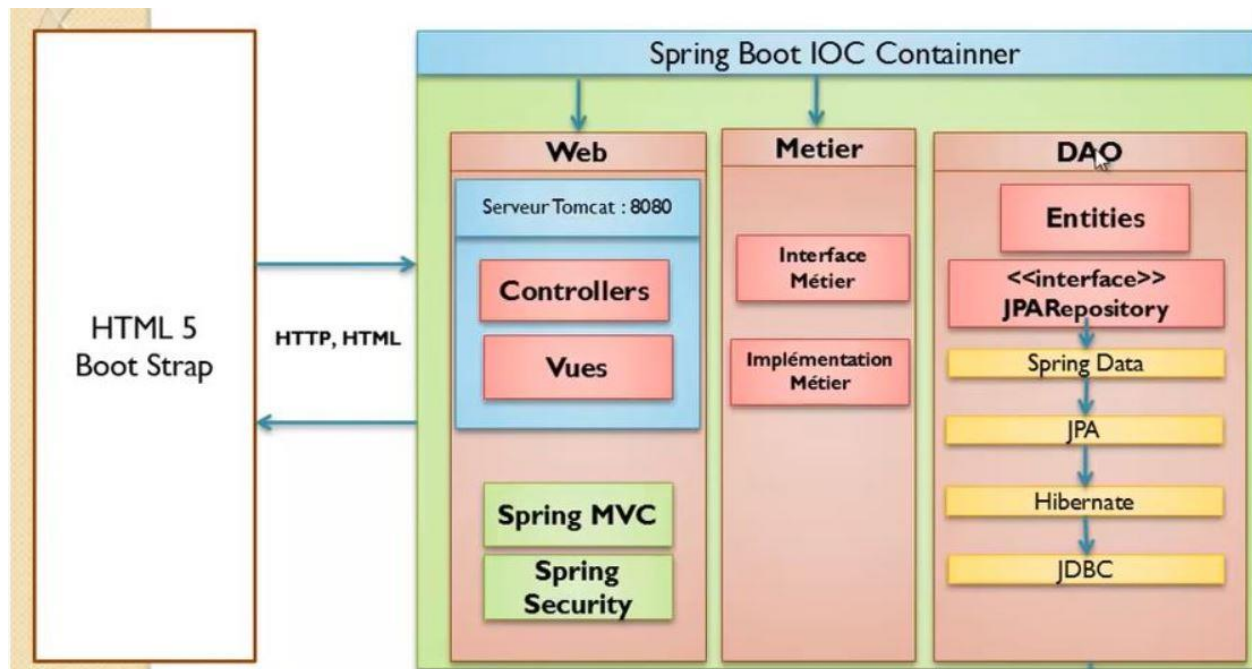 HTML 5
Boot Strap
HTTP, HTML
Spring Boot IOC Containner
Web
Serveur Tomcat : 8080
Controllers
Vues
Spring MVC
Spring
Security
Metier
Interface
Métier
Implémentation
Métier
DAO
Entities
<<interface>>
JPARepository
Spring Data
JPA
Hibernate
JDBC